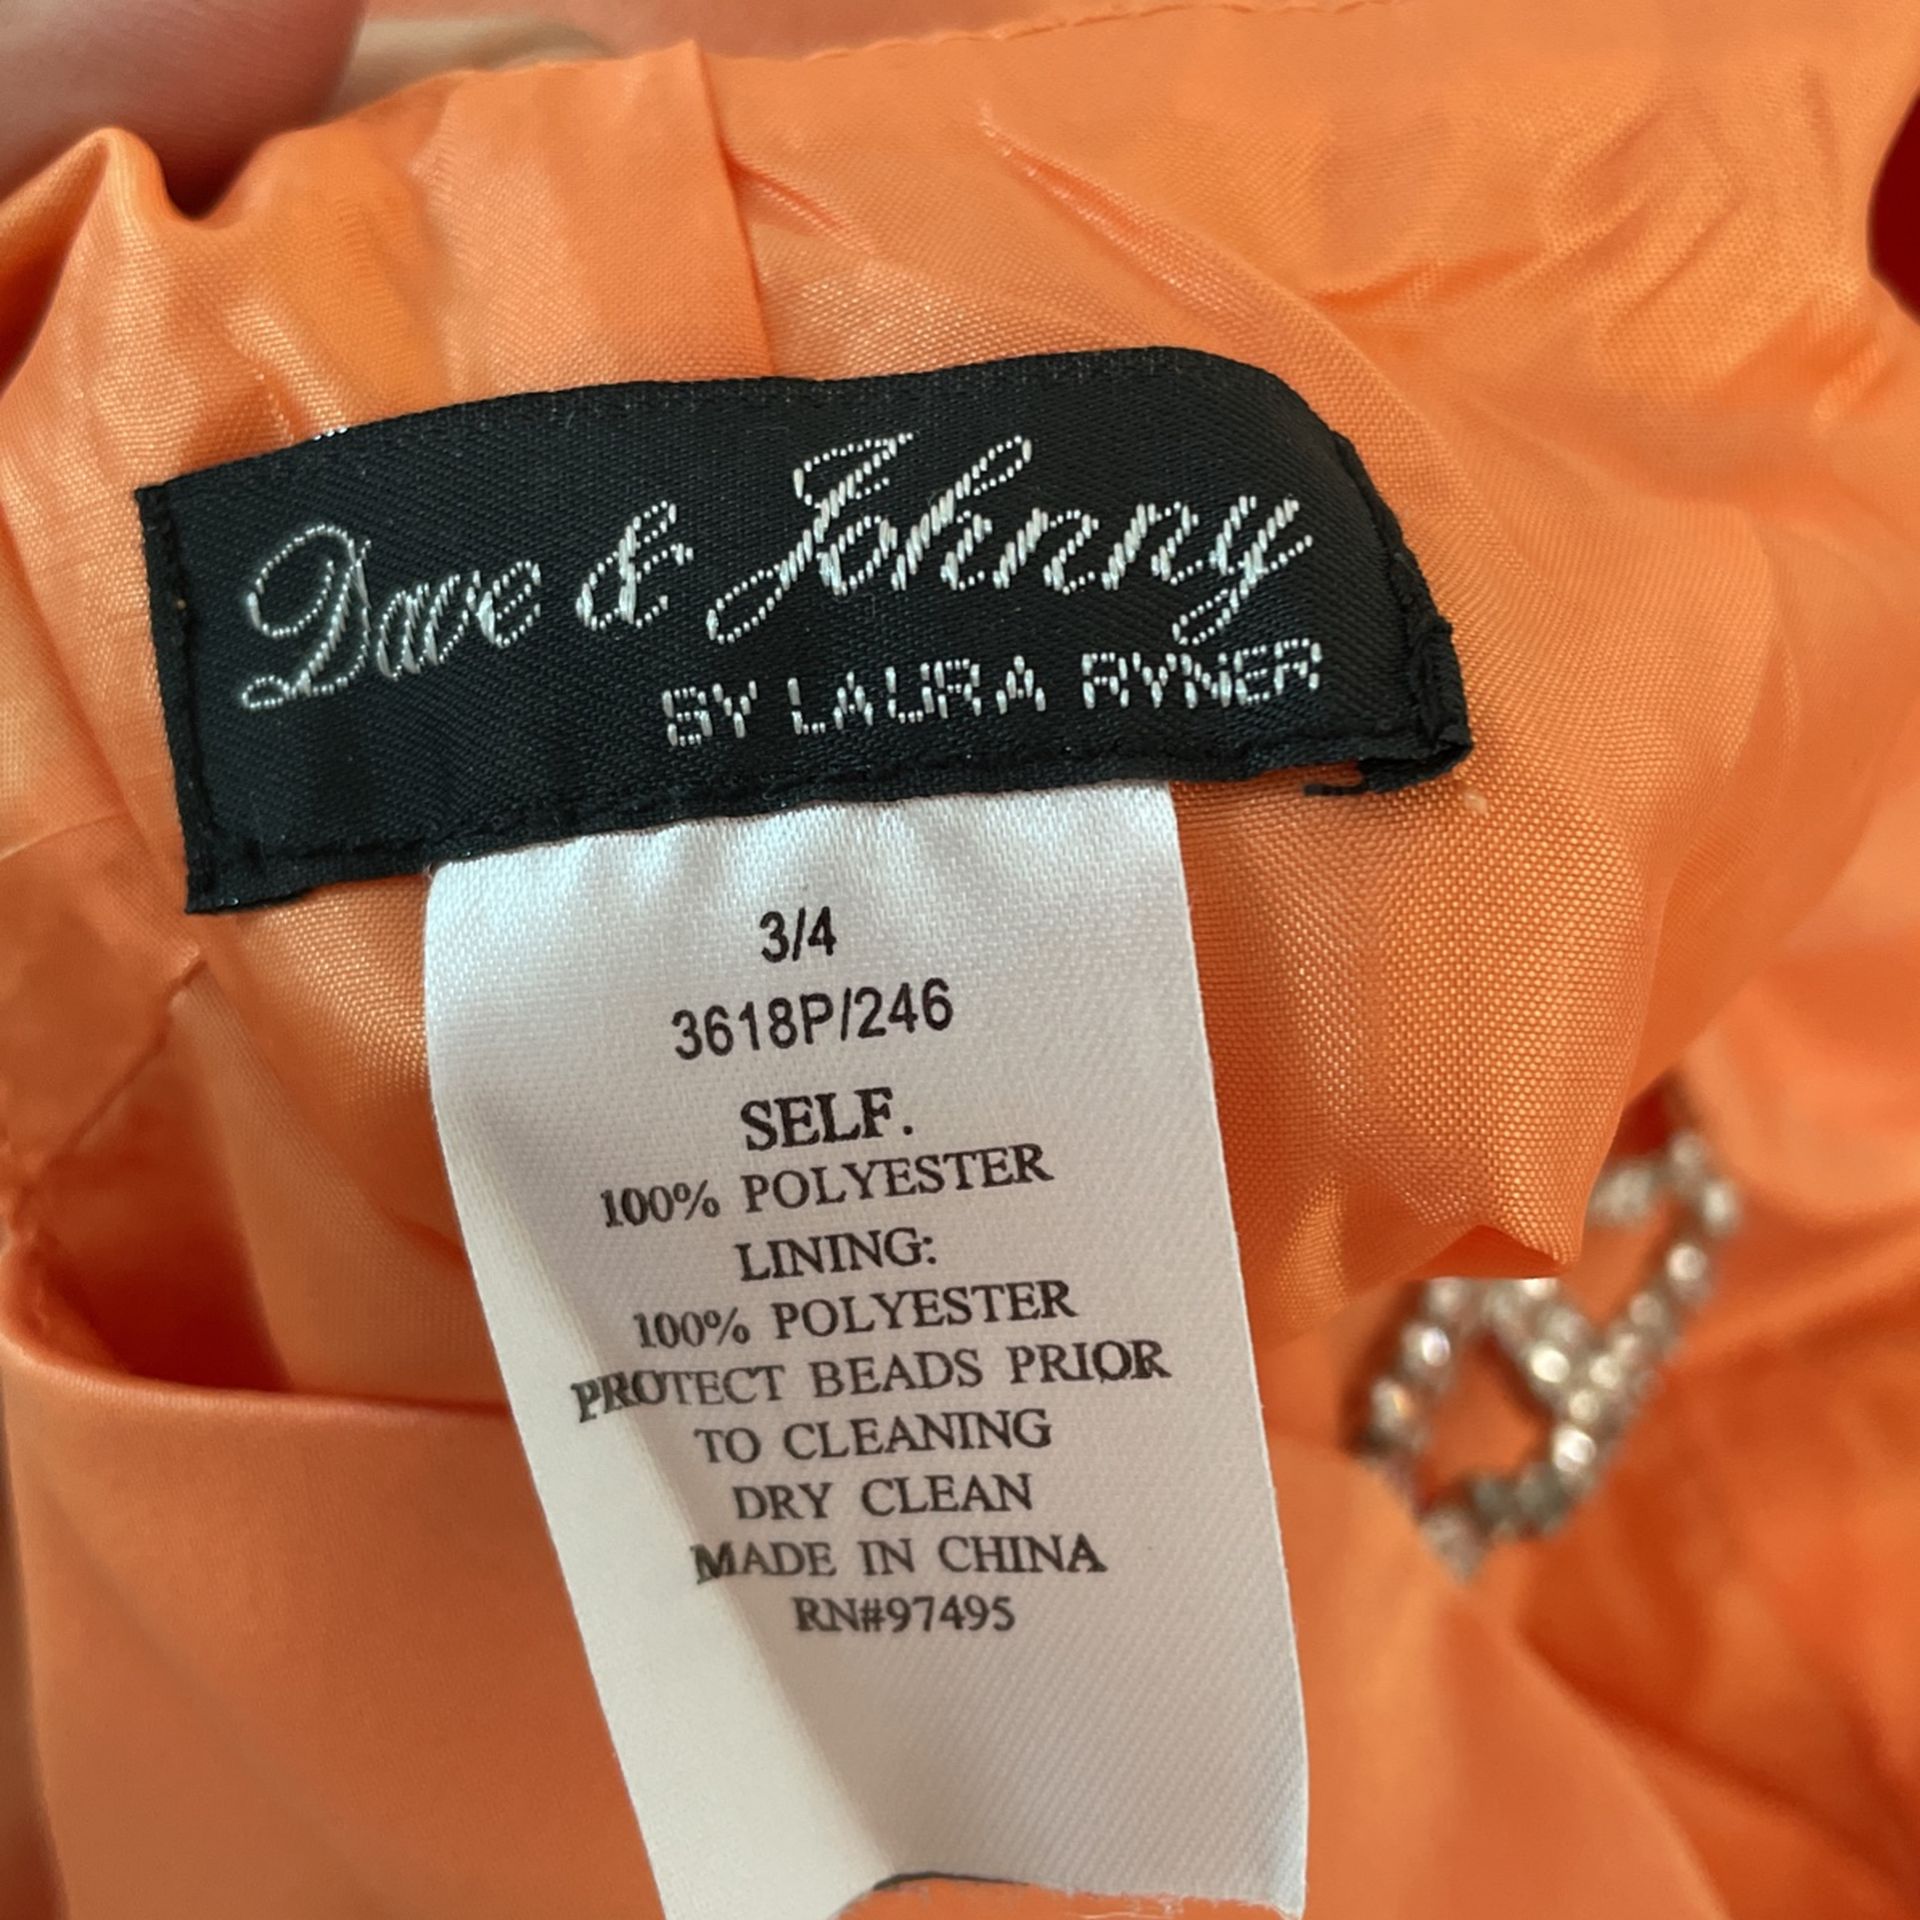 Dave & Johnny
BY LAURA RYNER
3/4
3618P/246
SELF.
100% POLYESTER
LINING:
100% POLYESTER
PROTECT BEADS PRIOR
TO CLEANING
DRY CLEAN
MADE IN CHINA
RN#97495